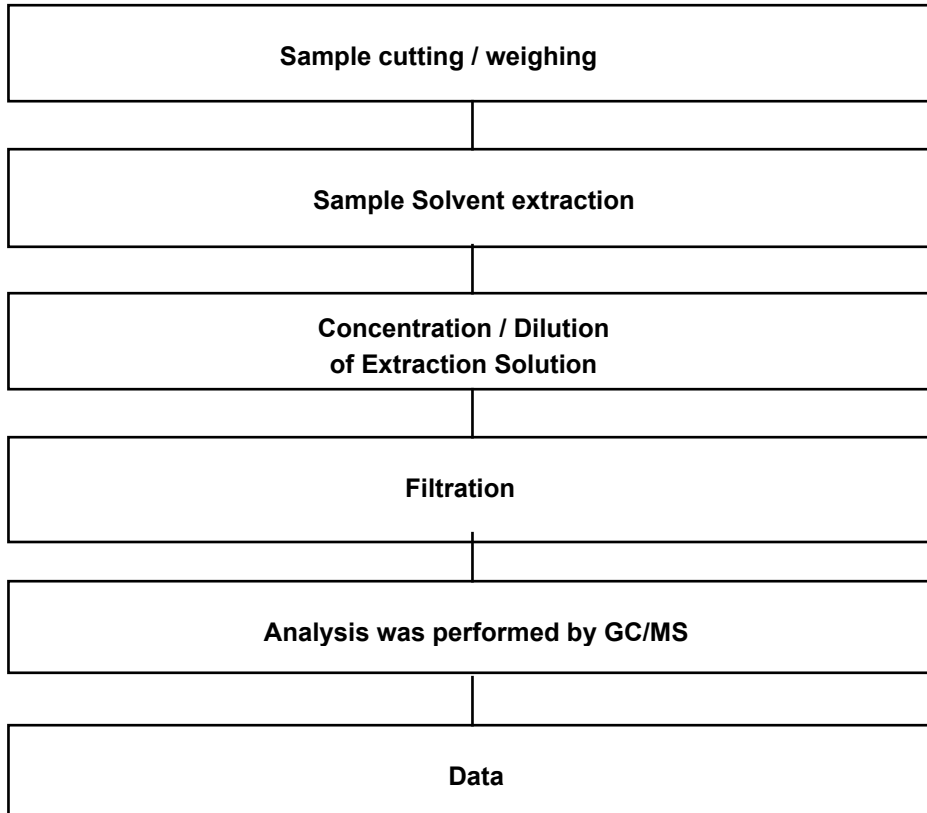 Sample cutting / weighing
Sample Solvent extraction
Concentration / Dilution
of Extraction Solution
Filtration
Analysis was performed by GC/MS
Data